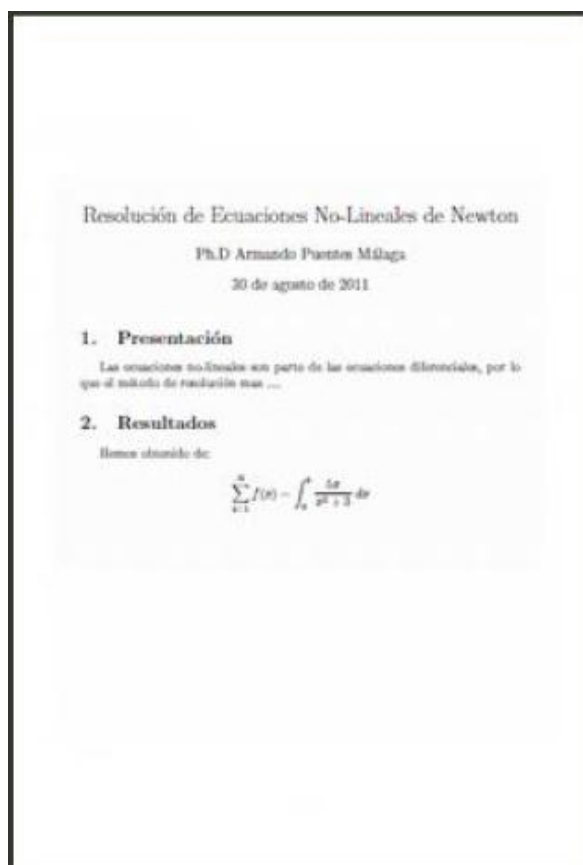 Resolución de Ecuaciones No-Lineales de Newton
Ph.D Armando Puentes Málaga
30 de agosto de 2011
1. Presentación
Las ecuaciones no-lineales son parte de las ecuaciones diferenciales, por lo
que el método de resolución mas ....
2. Resultados
Hemos obtenido de: